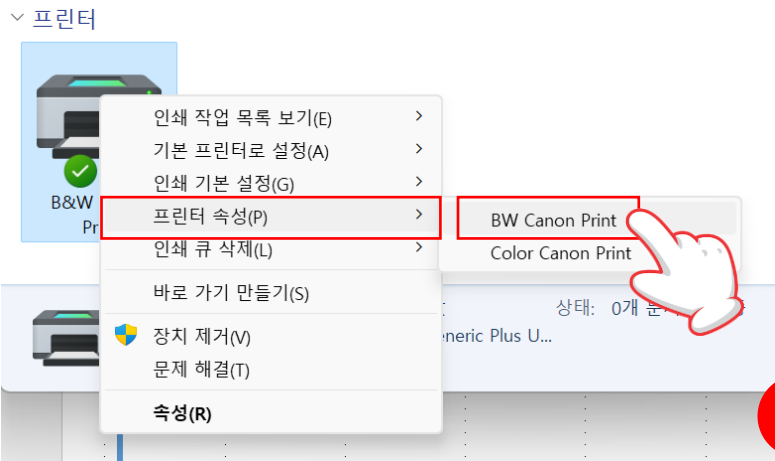 프린터
인쇄 작업 목록 보기(E)
기본 프린터로 설정(A)
인쇄 기본 설정(G)
B&W
프린터 속성(P)
BW Canon Print
Pr
인쇄 큐 삭제(L)
Color Canon Print
바로 가기 만들기(S)
상태: 0개
장치 제거(V)
eneric Plus U...
문제 해결(T)
속성(R)